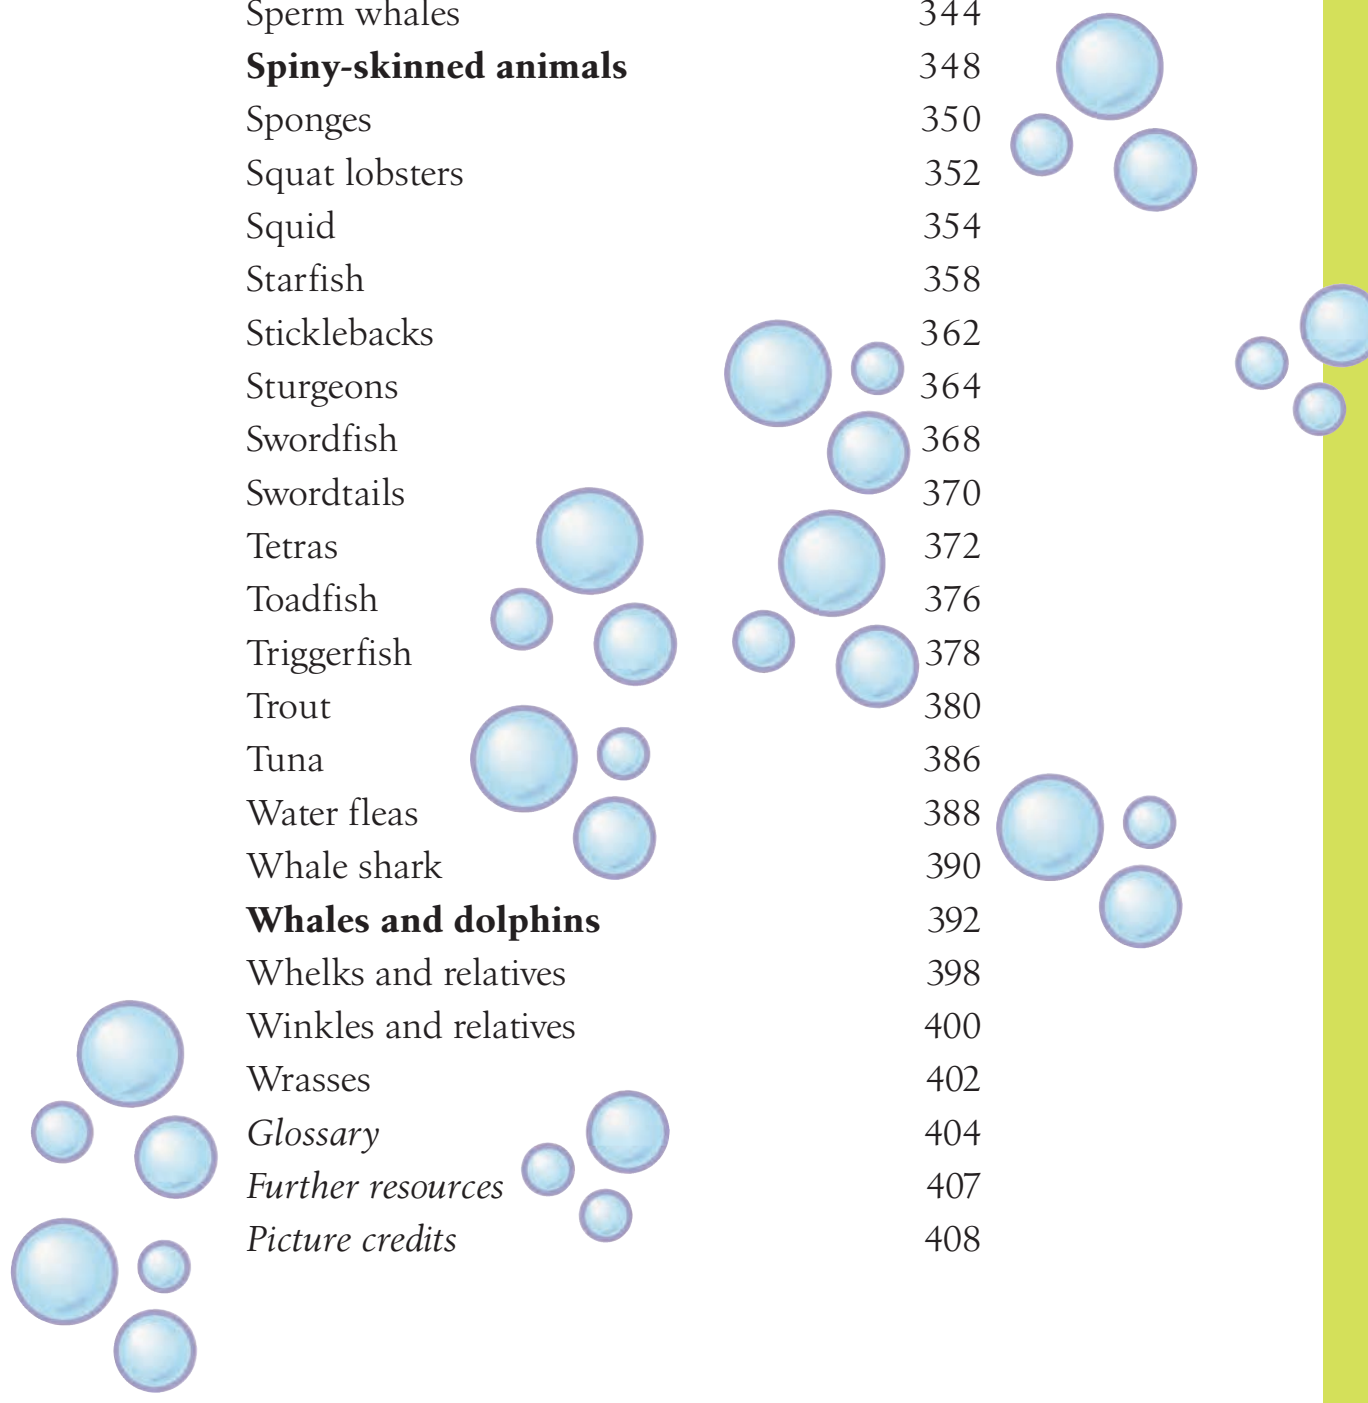 Sperm whales 344
Spiny-skinned animals 348
Sponges 350
Squat lobsters 352
Squid 354
Starfish 358
Sticklebacks 362
Sturgeons 364
Swordfish 368
Swordtails 370
Tetras 372
Toadfish 376
Triggerfish 378
Trout 380
Tuna 386
Water fleas 388
Whale shark 390
Whales and dolphins 392
Whelks and relatives 398
Winkles and relatives 400
Wrasses 402
Glossary 404
Further resources 407
Picture credits 408